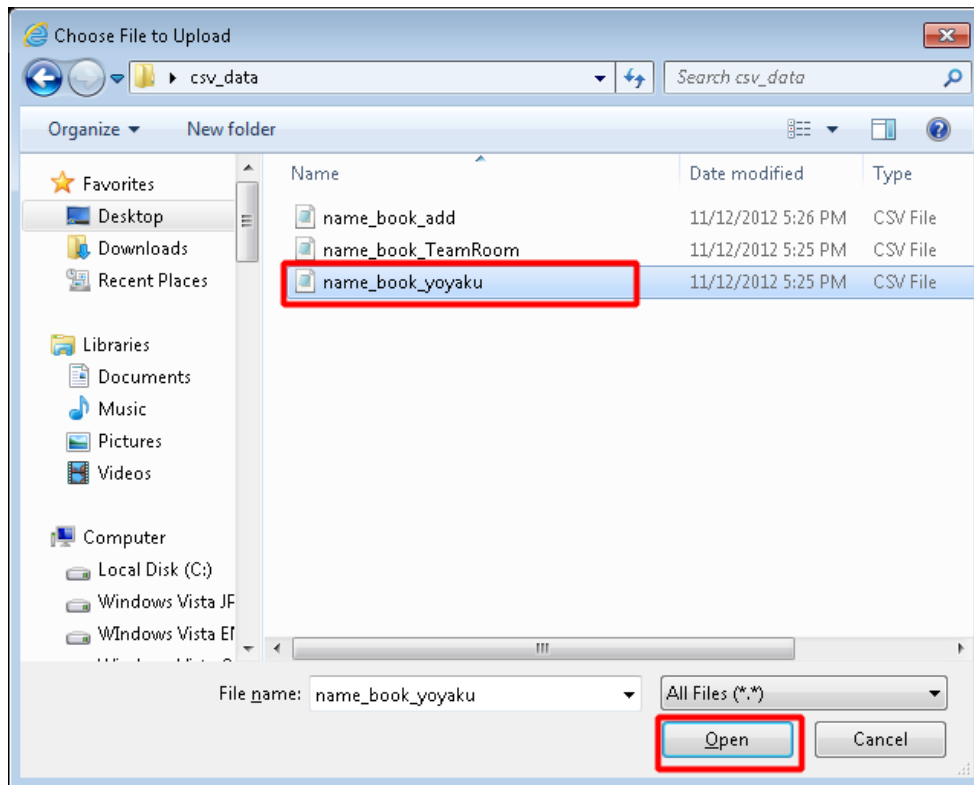 Choose File to Upload
csv_data
Search csv_data
Organize
New folder
Name
Date modified
Type
Favorites
Desktop
Downloads
Recent Places
Libraries
Documents
Music
Pictures
Videos
Computer
Local Disk (C:)
Windows Vista JP
WIndows Vista E
name_book_add 11/12/2012 5:26 PM CSV File
name_book_TeamRoom 11/12/2012 5:25 PM CSV File
name_book_yoyaku 11/12/2012 5:25 PM CSV File
File name: name_book_yoyaku
All Files (*.*)
Open
Cancel